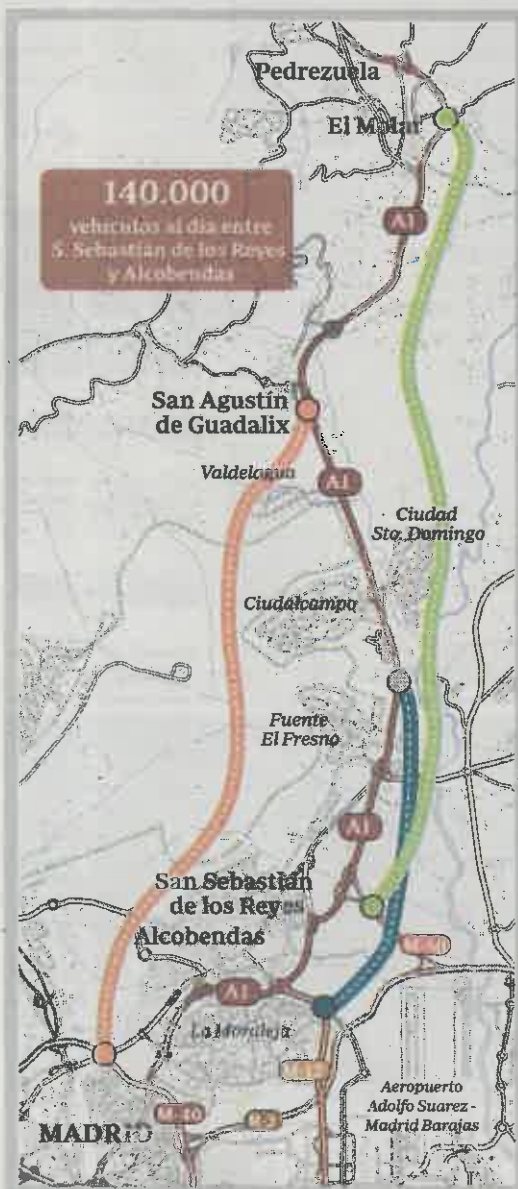 Pedrezuela
El Molar
140.000
vehículos al día entre
S. Sebastián de los Reyes
y Alcobendas
A1
San Agustín
de Guadalix
Valdelagua
A1
Ciudad
Sto. Domingo
Ciudalcampo
Fuente
El Fresno
A1
San Sebastián
de los Reyes
Alcobendas
A1
La Moraleja
Aeropuerto
Adolfo Suarez -
Madrid Barajas
M-40
MADRID